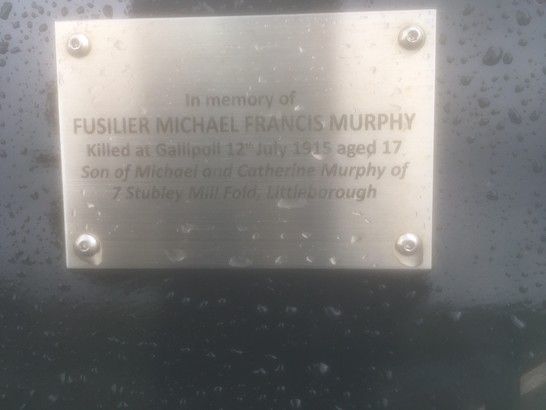 In memory of
FUSILIER MICHAEL FRANCIS MURPHY
Killed at Gallipoli 12th July 1915 aged 17
Son of Michael and Catherine Murphy of
7 Stubley Mill Fold, Littleborough